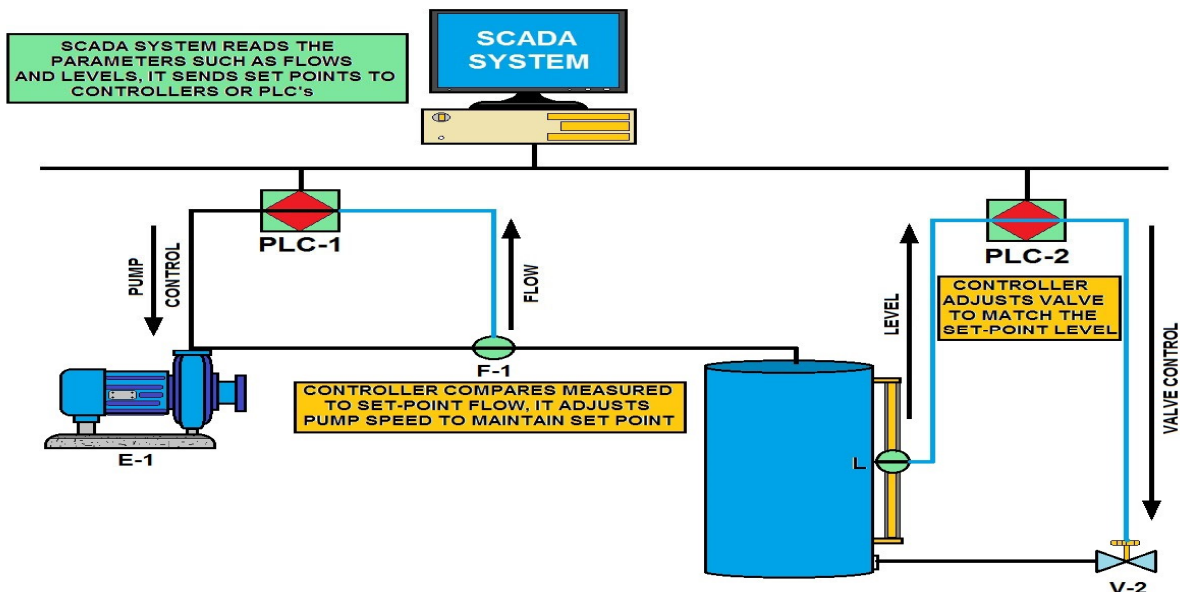 SCADA SYSTEM READS THE
PARAMETERS SUCH AS FLOWS
AND LEVELS, IT SENDS SET POINTS TO
CONTROLLERS OR PLC's
SCADA
SYSTEM
PLC-1
PLC-2
PUMP
CONTROL
FLOW
LEVEL
VALVE CONTROL
CONTROLLER
ADJUSTS VALVE
TO MATCH THE
SET-POINT LEVEL
F-1
CONTROLLER COMPARES MEASURED
TO SET-POINT FLOW, IT ADJUSTS
PUMP SPEED TO MAINTAIN SET POINT
E-1
L
V-2